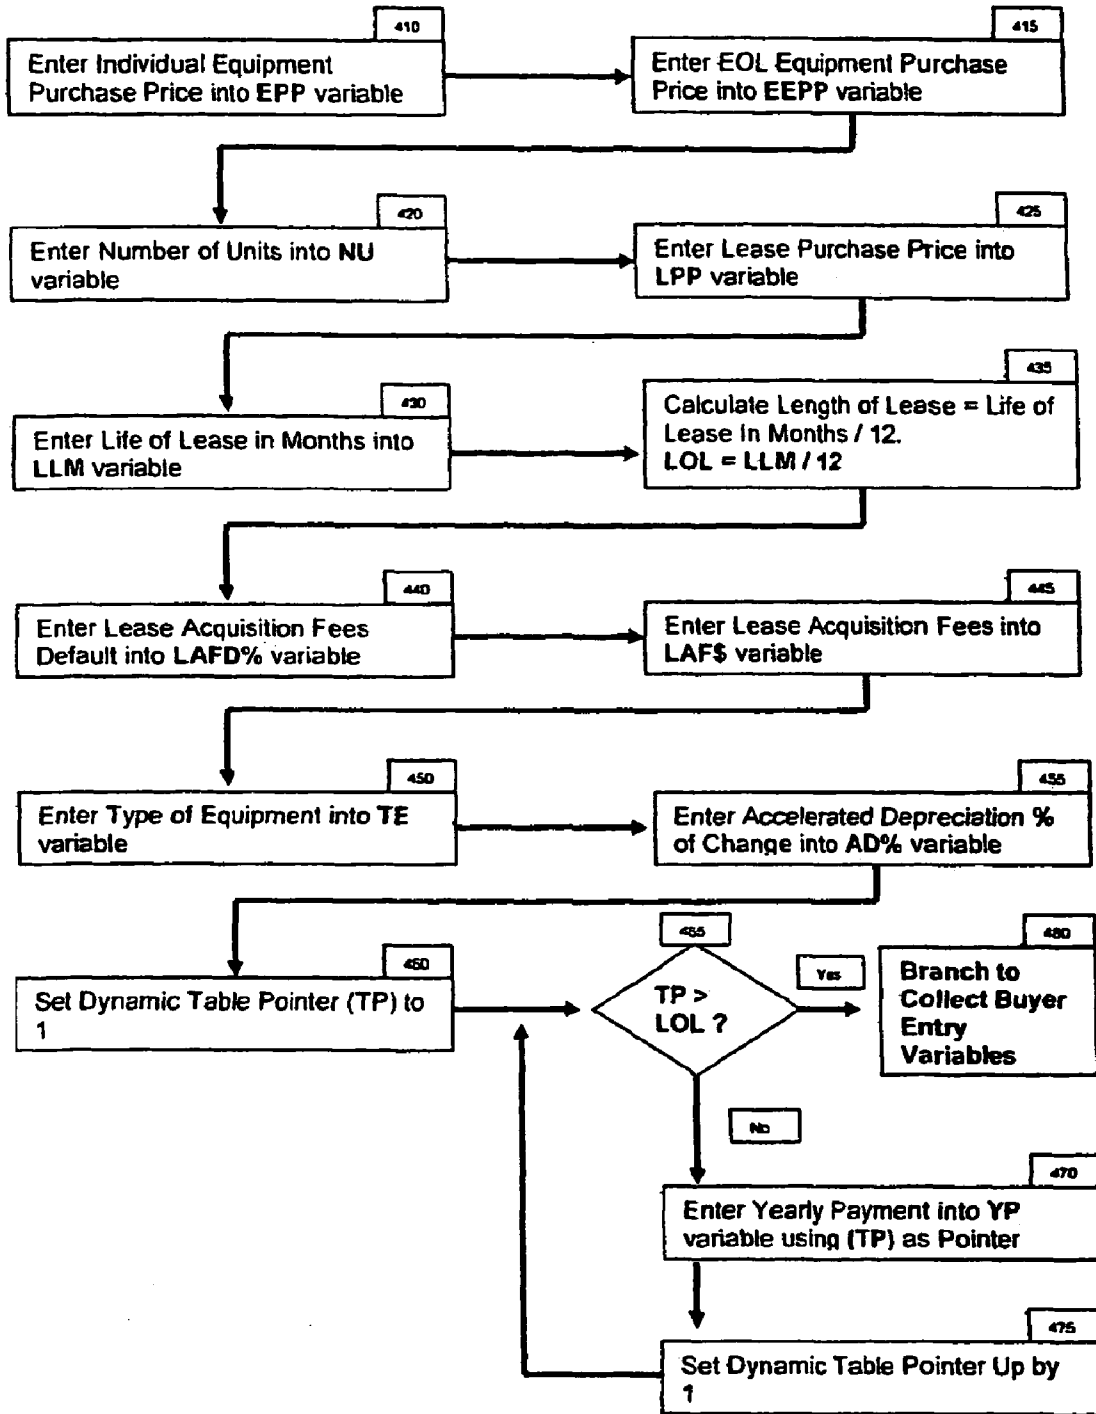 410
Enter Individual Equipment
Purchase Price into EPP variable
415
Enter EOL Equipment Purchase
Price into EEPP variable
420
Enter Number of Units into NU
variable
425
Enter Lease Purchase Price into
LPP variable
430
Enter Life of Lease in Months into
LLM variable
435
Calculate Length of Lease = Life of
Lease In Months / 12.
LOL = LLM / 12
440
Enter Lease Acquisition Fees
Default into LAFD% variable
445
Enter Lease Acquisition Fees into
LAF$ variable
450
Enter Type of Equipment into TE
variable
455
Enter Accelerated Depreciation %
of Change into AD% variable
460
Set Dynamic Table Pointer (TP) to
1
465
TP >
LOL ?
Yes
480
Branch to
Collect Buyer
Entry
Variables
No
470
Enter Yearly Payment into YP
variable using (TP) as Pointer
475
Set Dynamic Table Pointer Up by
1